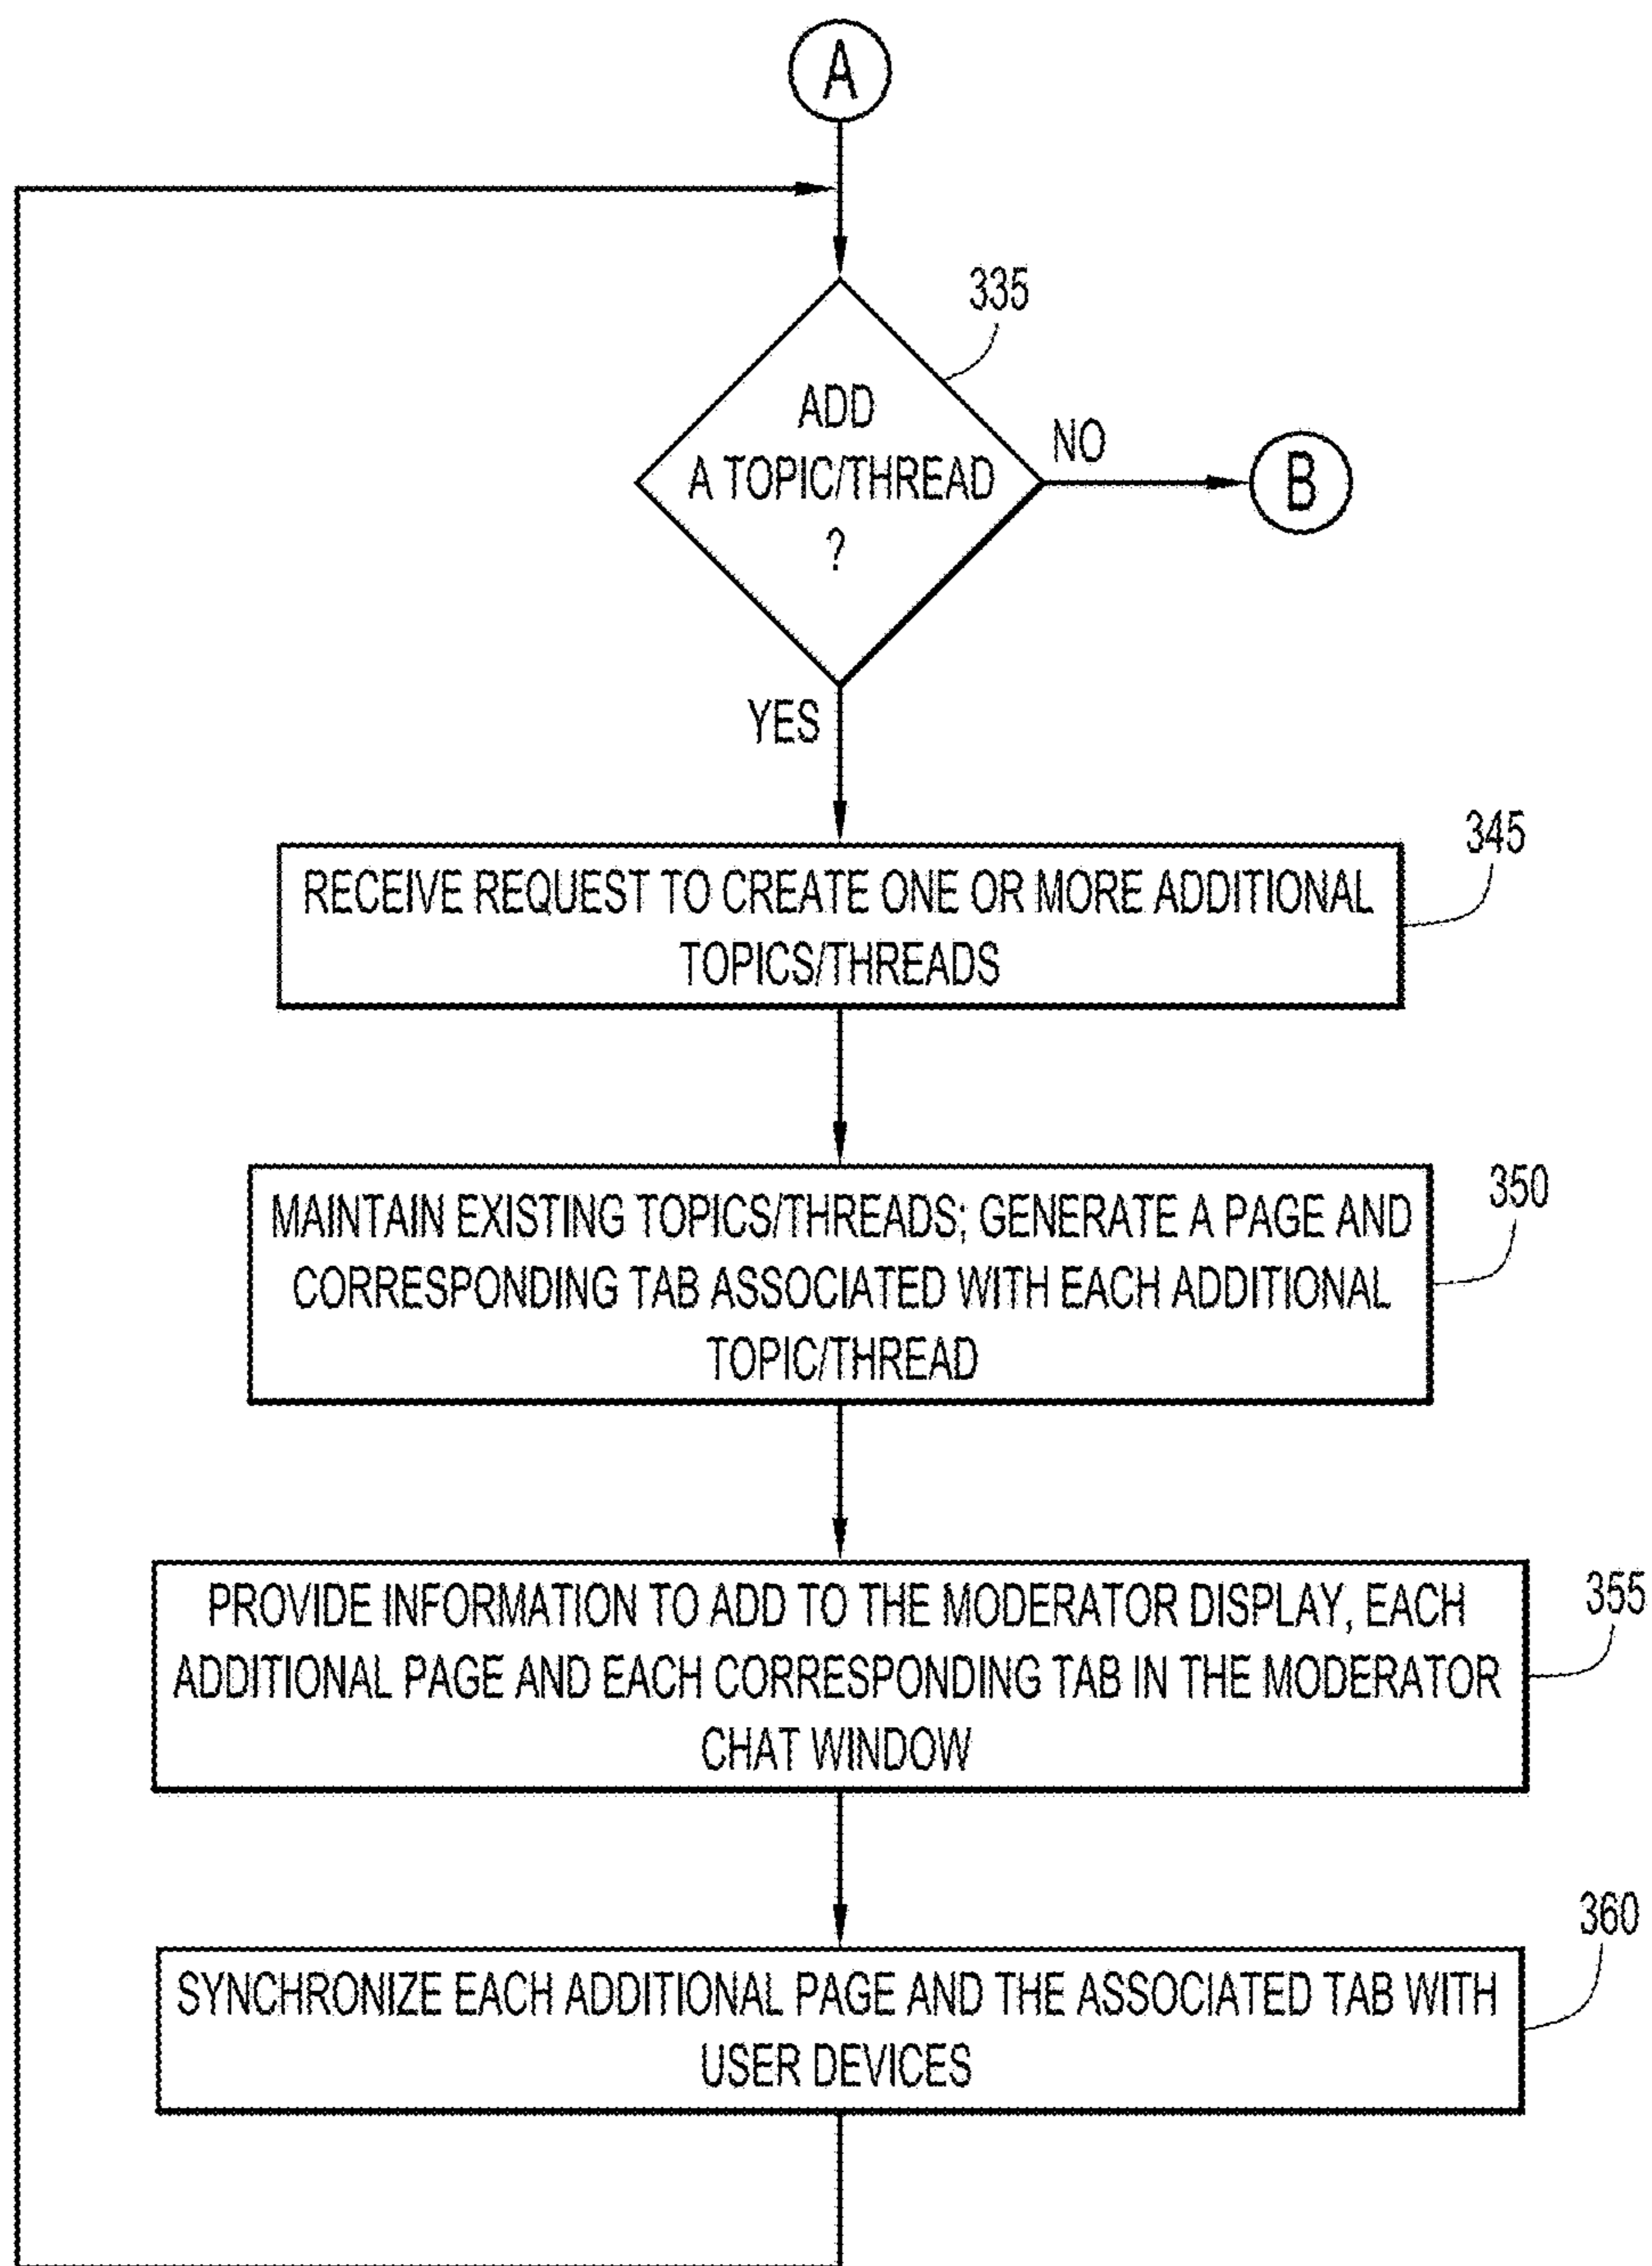 A
335
ADD
A TOPIC/THREAD
?
NO
B
YES
345
RECEIVE REQUEST TO CREATE ONE OR MORE ADDITIONAL
TOPICS/THREADS
350
MAINTAIN EXISTING TOPICS/THREADS; GENERATE A PAGE AND
CORRESPONDING TAB ASSOCIATED WITH EACH ADDITIONAL
TOPIC/THREAD
355
PROVIDE INFORMATION TO ADD TO THE MODERATOR DISPLAY, EACH
ADDITIONAL PAGE AND EACH CORRESPONDING TAB IN THE MODERATOR
CHAT WINDOW
360
SYNCHRONIZE EACH ADDITIONAL PAGE AND THE ASSOCIATED TAB WITH
USER DEVICES